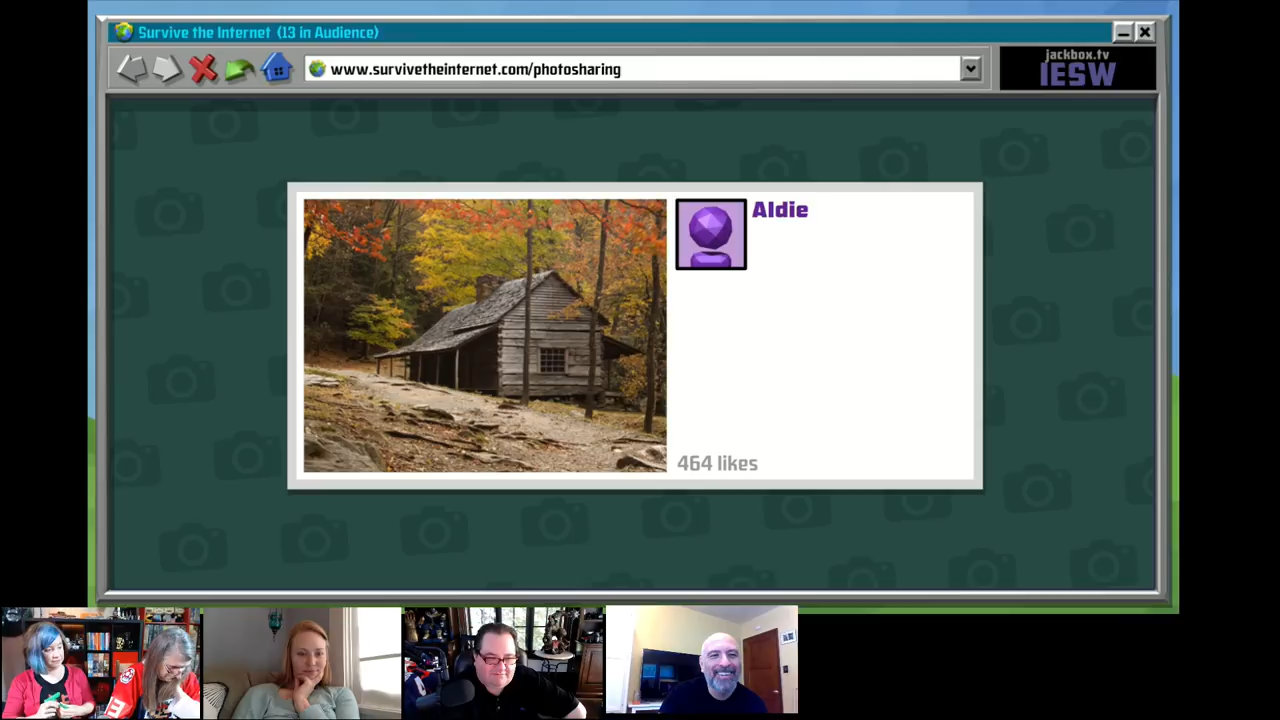 Survive the Internet (13 in Audience)
www.survivetheinternet.com/photosharing
jackbox.tv
IESW
Aldie
464 likes